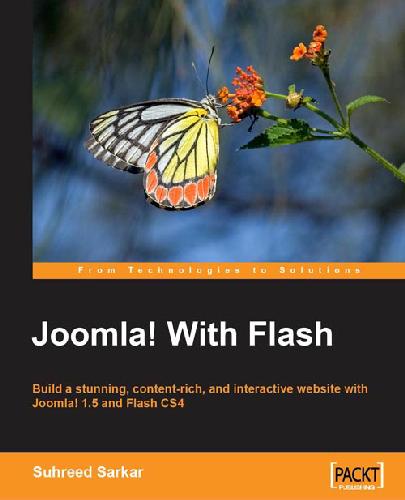 From Technologies to Solutions
Joomla! With Flash
Build a stunning, content-rich, and interactive website with
Joomla! 1.5 and Flash CS4
Suhreed Sarkar
[PACKT]
PUBLISHING